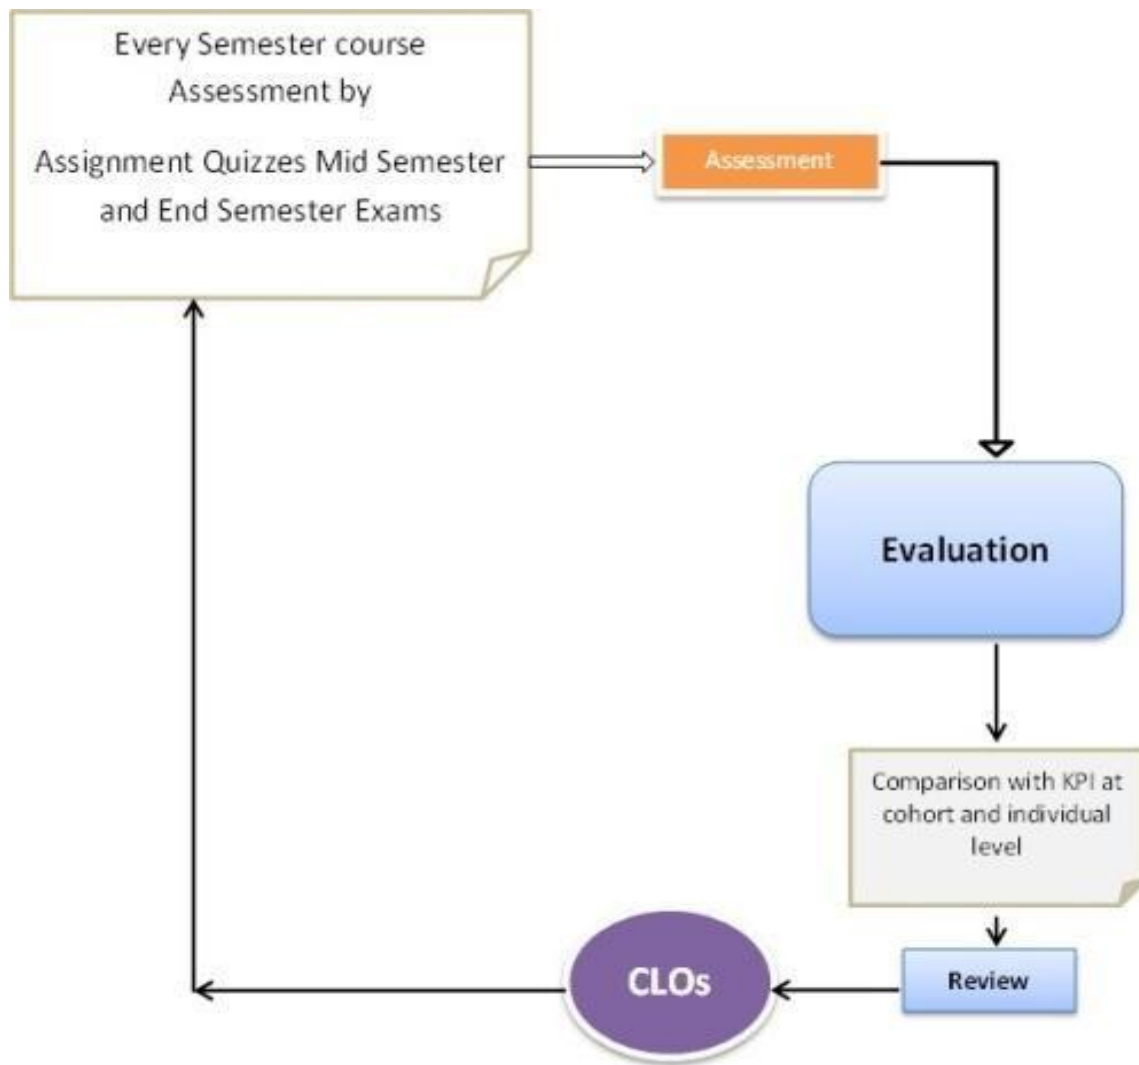 Every Semester course
Assessment by
Assignment Quizzes Mid Semester
and End Semester Exams
Assessment
Evaluation
Comparison with KPI at
cohort and individual
level
Review
CLOs